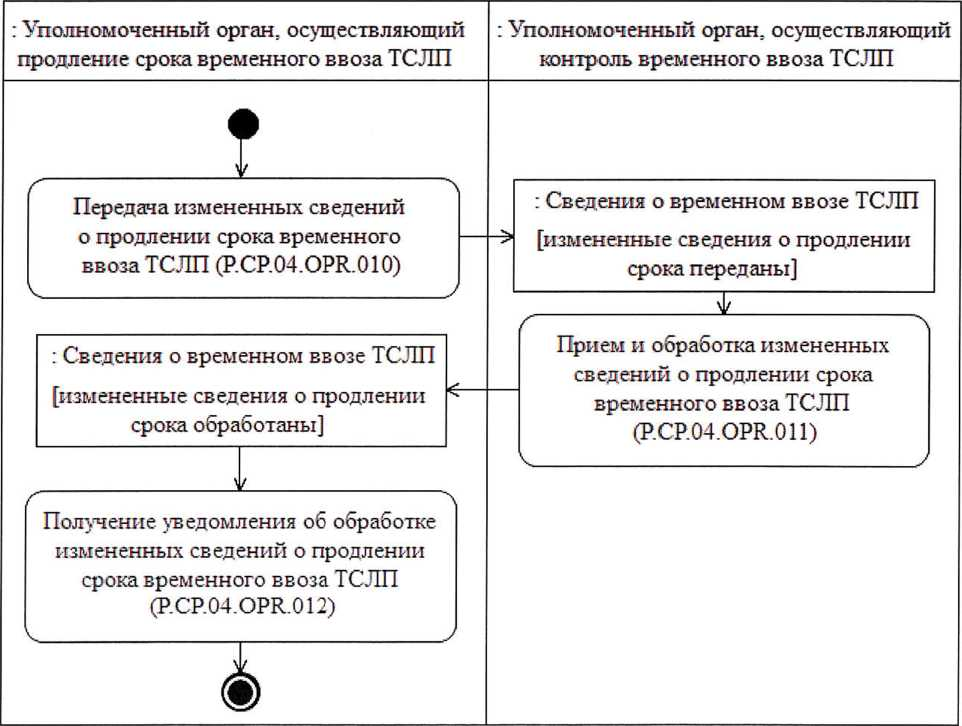 : Уполномоченный орган, осуществляющий
продление срока временного ввоза ТСЛП
: Уполномоченный орган, осуществляющий
контроль временного ввоза ТСЛП
Передача измененных сведений
о продлении срока временного
ввоза ТСЛП (P.CP.04.OPR.010)
: Сведения о временном ввозе ТСЛП
[измененные сведения о продлении
срока переданы]
Прием и обработка измененных
сведений о продлении срока
временного ввоза ТСЛП
(P.CP.04.OPR.011)
: Сведения о временном ввозе ТСЛП
[измененные сведения о продлении
срока обработаны]
Получение уведомления об обработке
измененных сведений о продлении
срока временного ввоза ТСЛП
(P.CP.04.OPR.012)